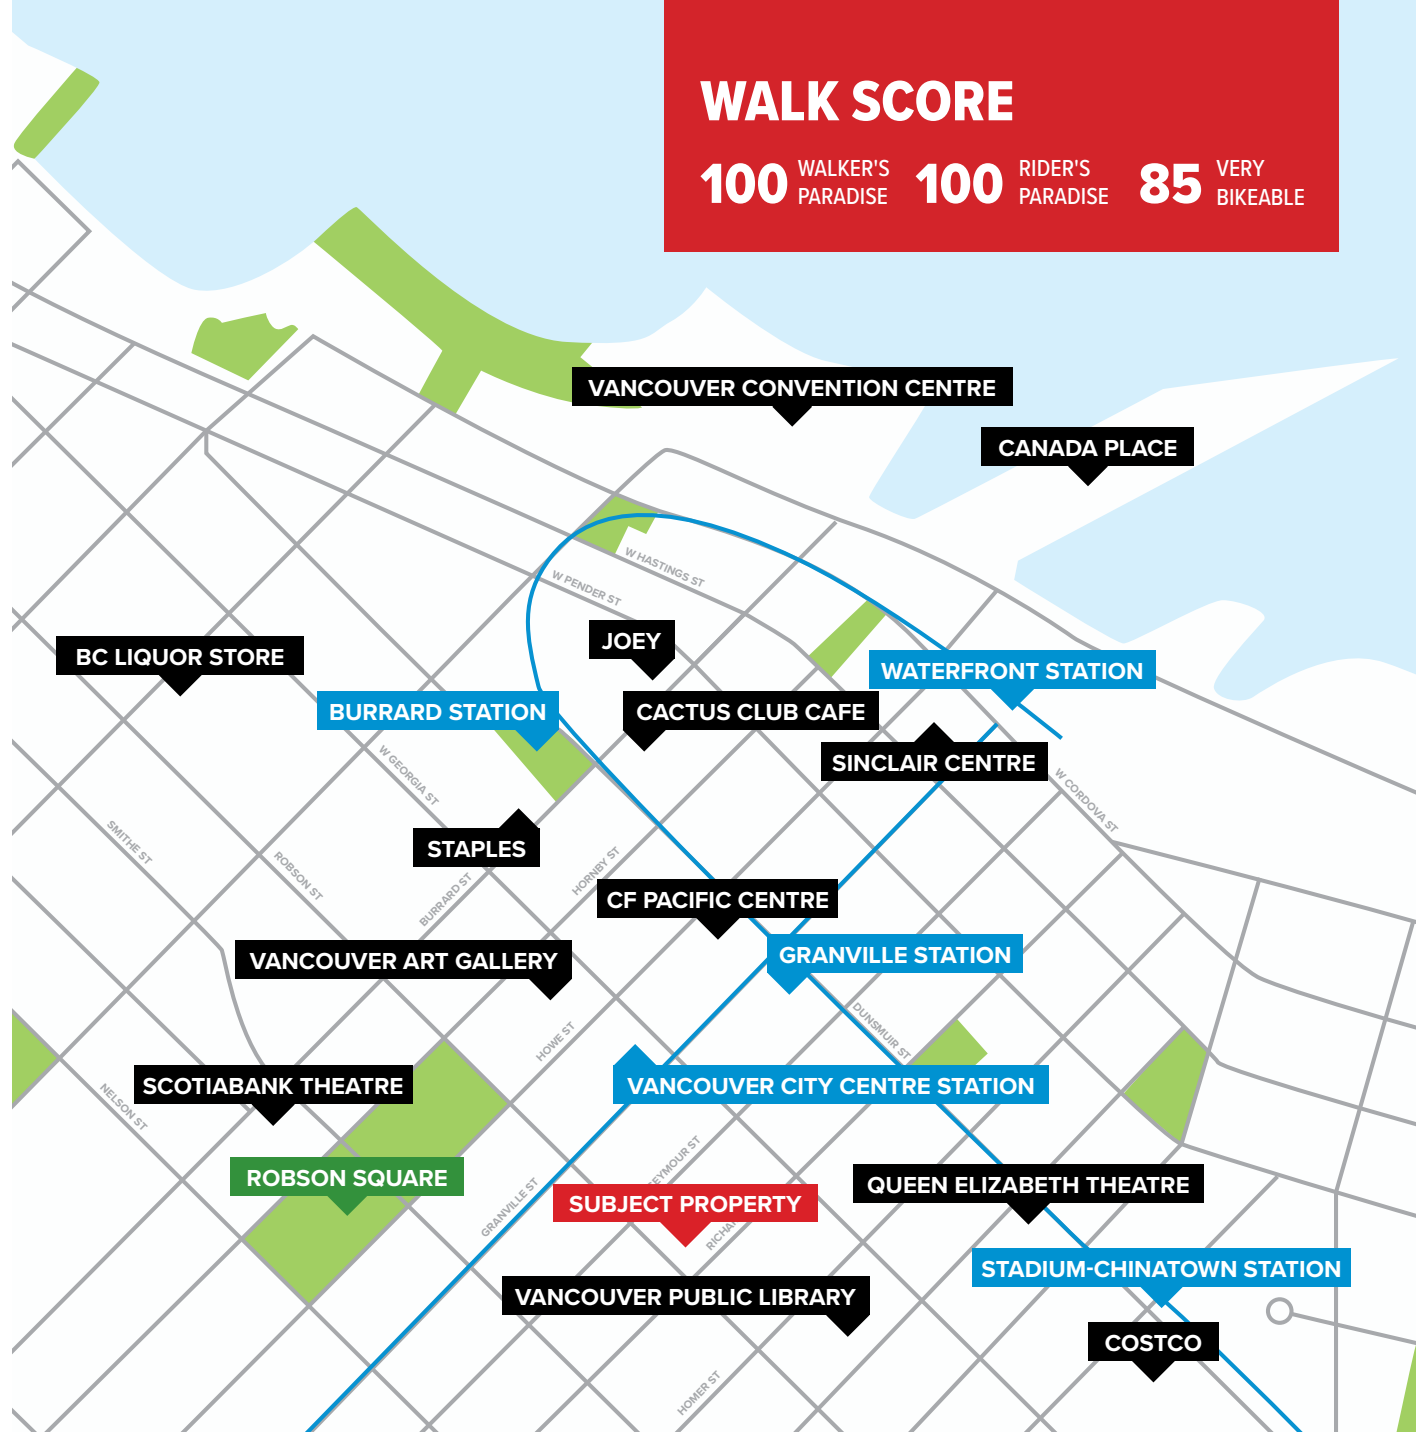 WALK SCORE
100 WALKER'S PARADISE
100 RIDER'S PARADISE
85 VERY BIKEABLE
VANCOUVER CONVENTION CENTRE
CANADA PLACE
W HASTINGS ST
W PENDER ST
JOEY
BC LIQUOR STORE
WATERFRONT STATION
BURRARD STATION
CACTUS CLUB CAFE
SINCLAIR CENTRE
W GEORGIA ST
W CORDOVA ST
SMITHE ST
STAPLES
ROBSON ST
BURRARD ST
HORNBY ST
CF PACIFIC CENTRE
VANCOUVER ART GALLERY
GRANVILLE STATION
DUNSMUIR ST
HOWE ST
SCOTIABANK THEATRE
VANCOUVER CITY CENTRE STATION
NELSON ST
ROBSON SQUARE
EYMOUR ST
QUEEN ELIZABETH THEATRE
GRANVILLE ST
SUBJECT PROPERTY
RICHA
STADIUM-CHINATOWN STATION
VANCOUVER PUBLIC LIBRARY
COSTCO
HOMER ST